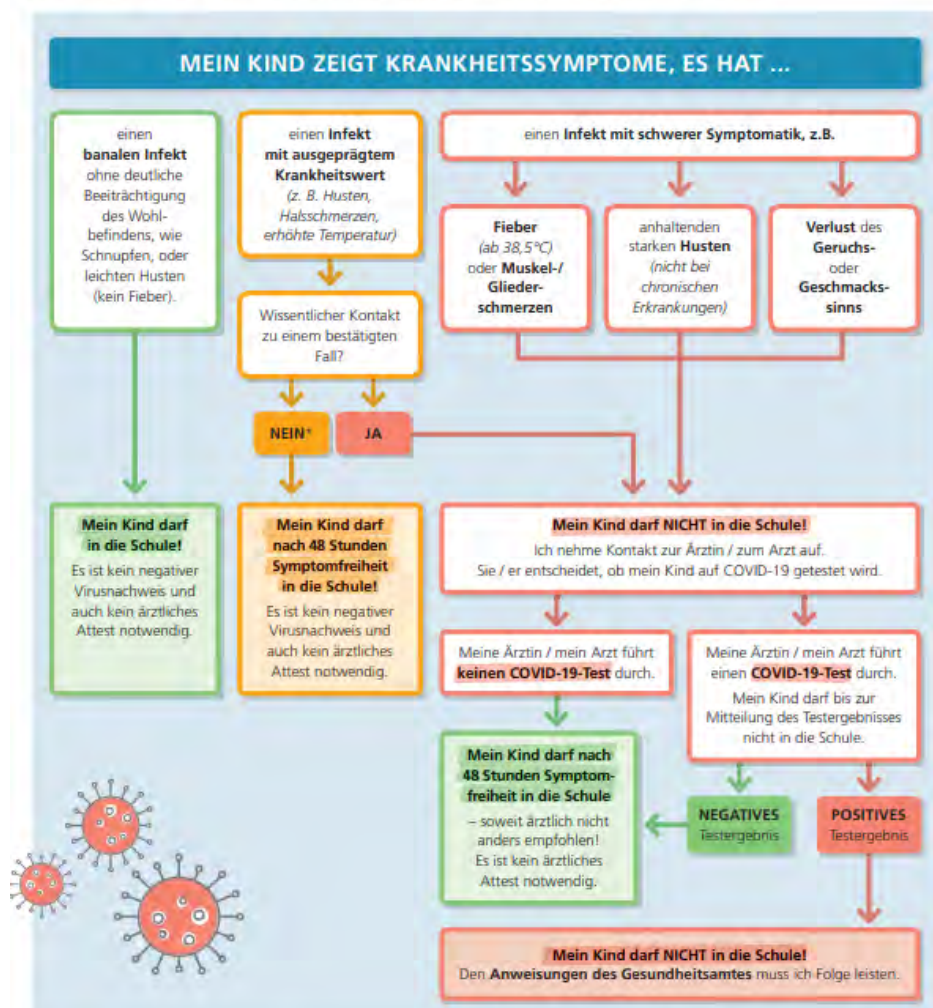 MEIN KIND ZEIGT KRANKHEITSSYMPTOME, ES HAT ...
einen
banalen Infekt
ohne deutliche
Beeiträchtigung
des Wohl-
befindens, wie
Schnupfen, oder
leichten Husten
(kein Fieber).
einen Infekt
mit ausgeprägtem
Krankheitswert
(z. B. Husten,
Halsschmerzen,
erhöhte Temperatur)
Wissentlicher Kontakt
zu einem bestätigten
Fall?
NEIN*
JA
einen Infekt mit schwerer Symptomatik, z.B.
Fieber
(ab 38,5°C)
oder Muskel-/
Glieder-
schmerzen
anhaltenden
starken Husten
(nicht bei
chronischen
Erkrankungen)
Verlust des
Geruchs-
oder
Geschmacks-
sinns
Mein Kind darf
in die Schule!
Es ist kein negativer
Virusnachweis und
auch kein ärztliches
Attest notwendig.
Mein Kind darf
nach 48 Stunden
Symptomfreiheit
in die Schule!
Es ist kein negativer
Virusnachweis und
auch kein ärztliches
Attest notwendig.
Mein Kind darf NICHT in die Schule!
Ich nehme Kontakt zur Ärztin / zum Arzt auf.
Sie / er entscheidet, ob mein Kind auf COVID-19 getestet wird.
Meine Ärztin / mein Arzt führt
keinen COVID-19-Test durch.
Meine Ärztin / mein Arzt führt
einen COVID-19-Test durch.
Mein Kind darf bis zur
Mitteilung des Testergebnisses
nicht in die Schule.
Mein Kind darf nach
48 Stunden Symptom-
freiheit in die Schule
– soweit ärztlich nicht
anders empfohlen!
Es ist kein ärztliches
Attest notwendig.
NEGATIVES
Testergebnis
POSITIVES
Testergebnis
Mein Kind darf NICHT in die Schule!
Den Anweisungen des Gesundheitsamtes muss ich Folge leisten.